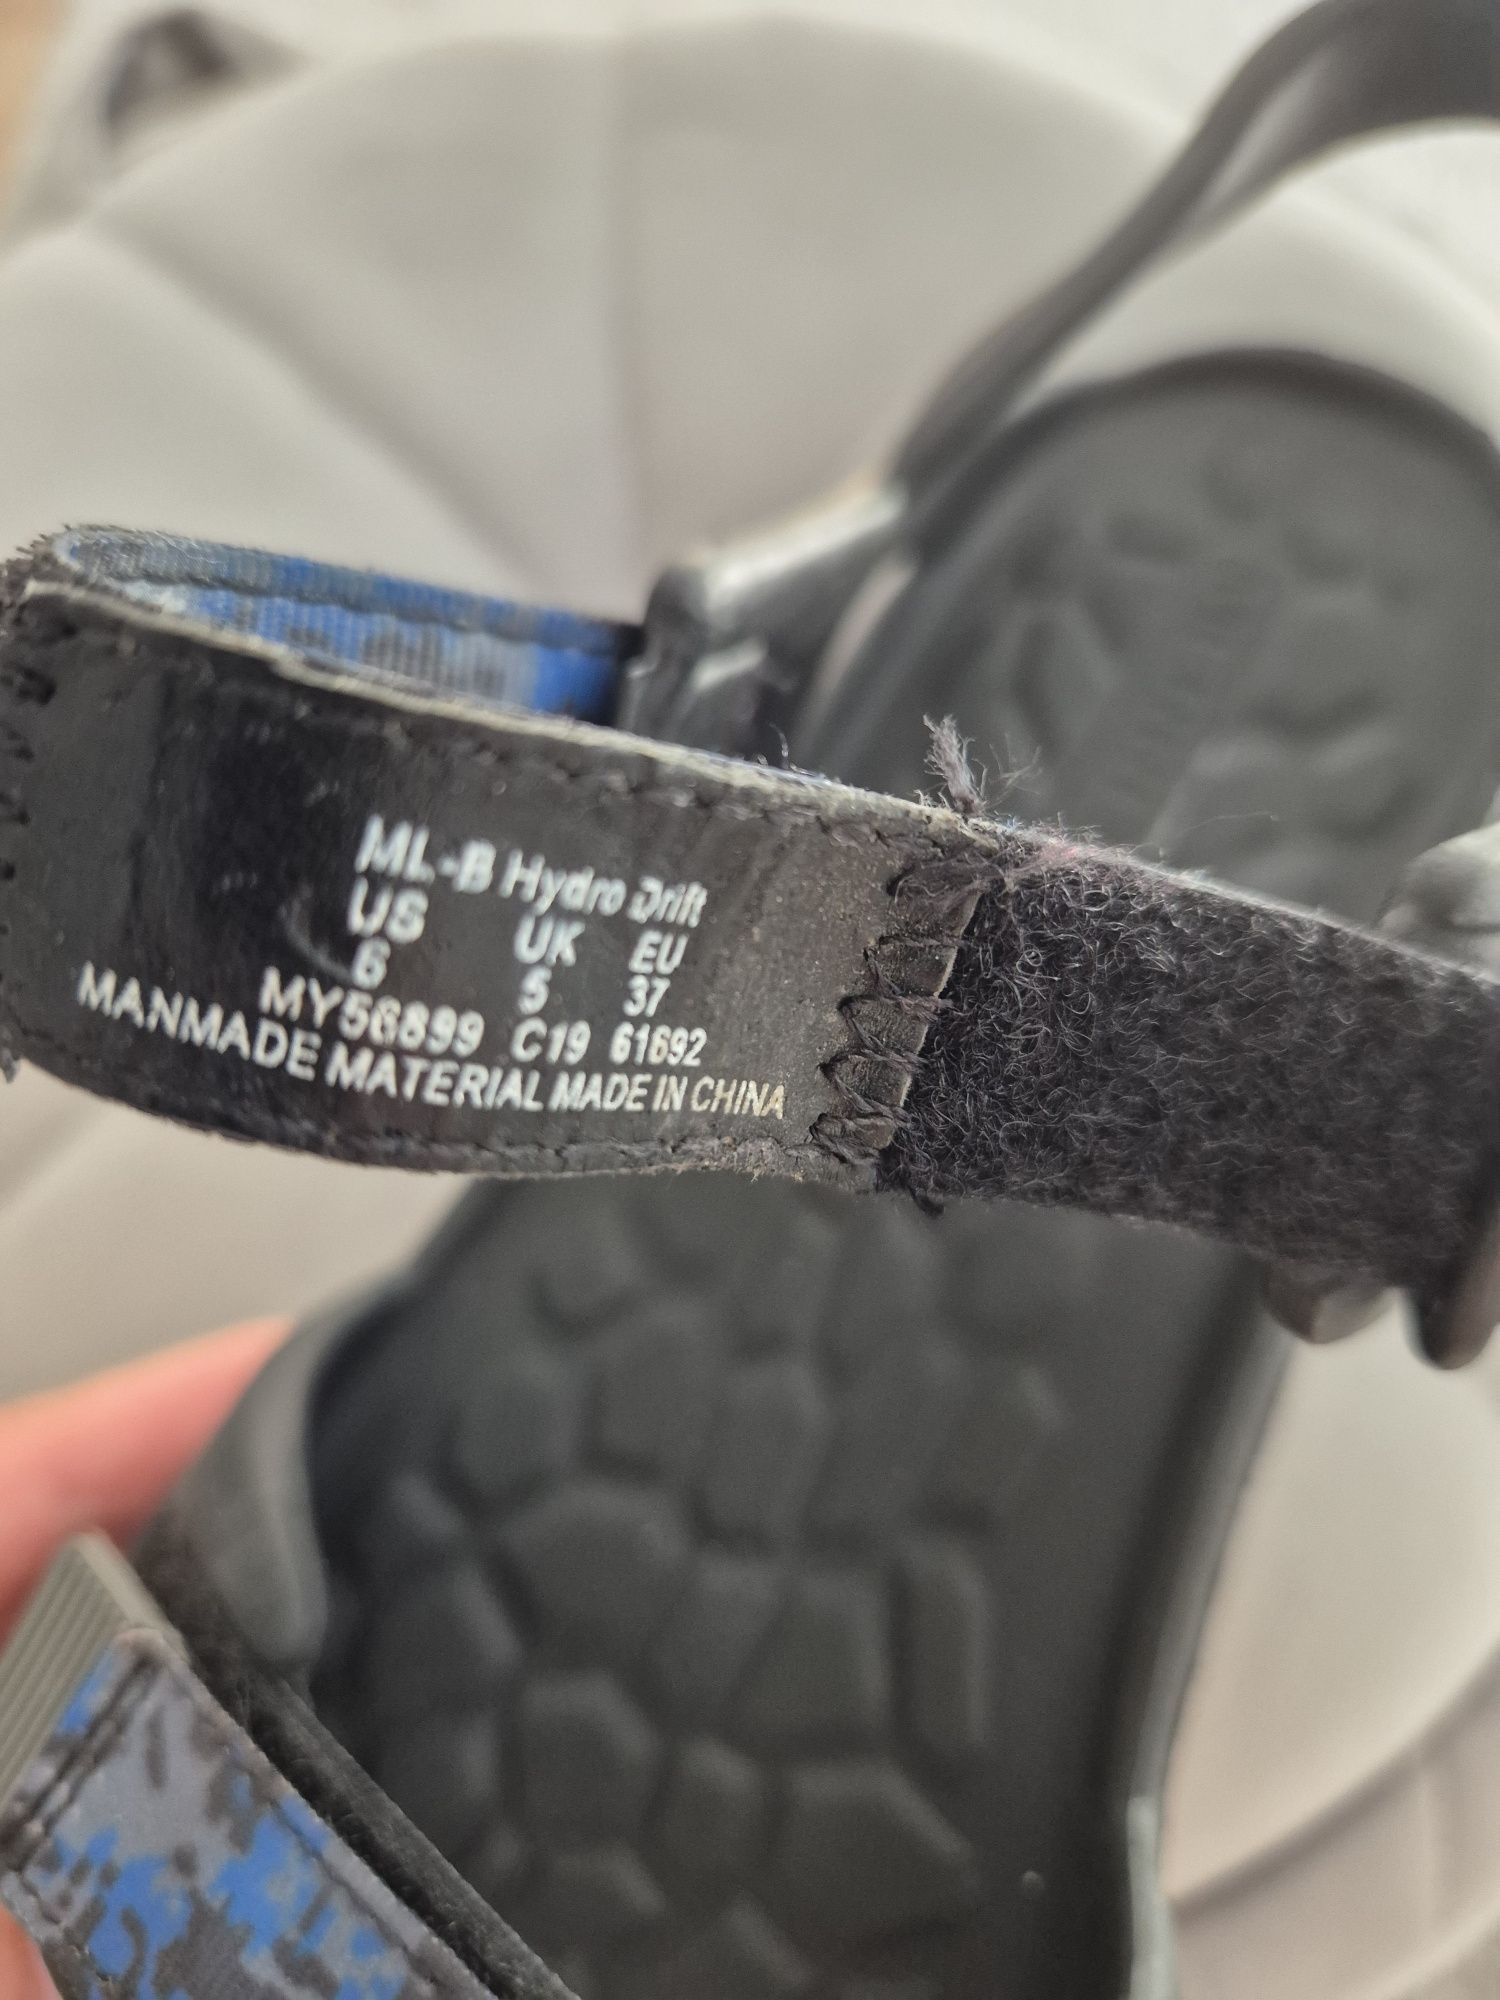 ML-B Hydro Drift
US UK EU
6 5 37
MY56899 C19 61692
MANMADE MATERIAL MADE IN CHINA